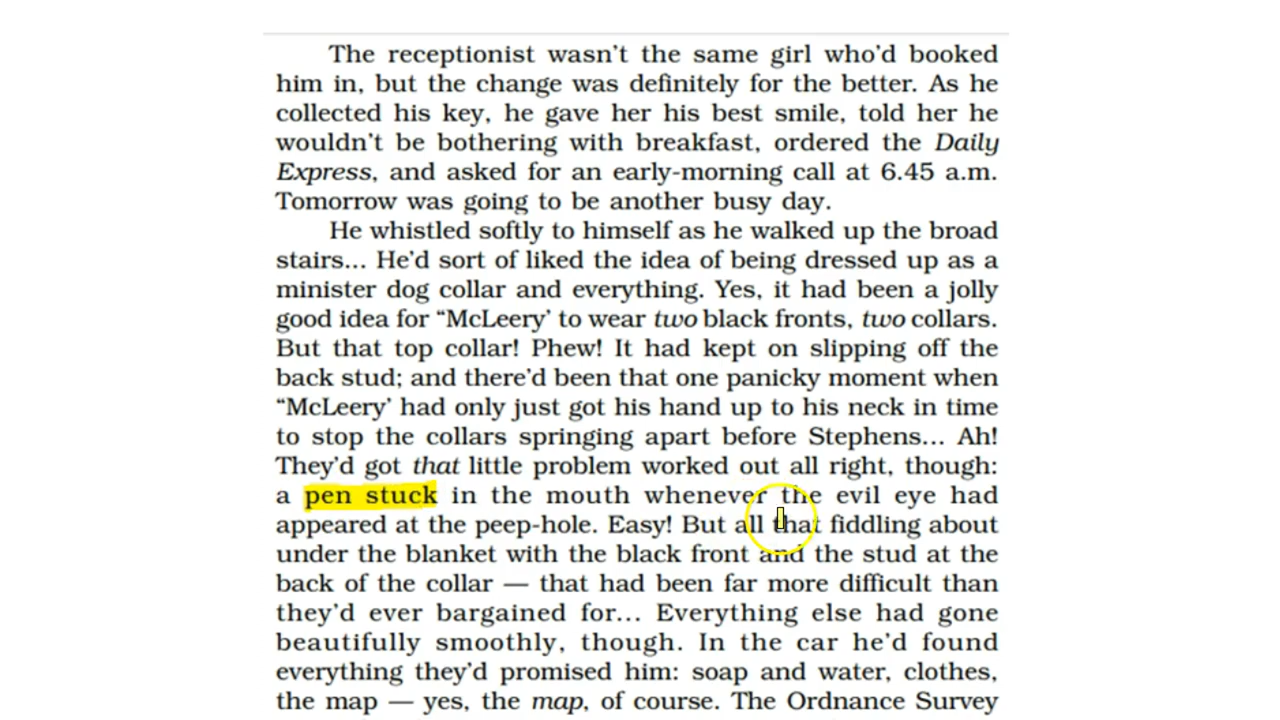 The receptionist wasn't the same girl who'd booked
him in, but the change was definitely for the better. As he
collected his key, he gave her his best smile, told her he
wouldn't be bothering with breakfast, ordered the Daily
Express, and asked for an early-morning call at 6.45 a.m.
Tomorrow was going to be another busy day.
He whistled softly to himself as he walked up the broad
stairs... He'd sort of liked the idea of being dressed up as a
minister dog collar and everything. Yes, it had been a jolly
good idea for “McLeery' to wear two black fronts, two collars.
But that top collar! Phew! It had kept on slipping off the
back stud; and there'd been that one panicky moment when
“McLeery' had only just got his hand up to his neck in time
to stop the collars springing apart before Stephens... Ah!
They'd got that little problem worked out all right, though:
a pen stuck in the mouth whenever the evil eye had
appeared at the peep-hole. Easy! But all that fiddling about
under the blanket with the black front and the stud at the
back of the collar — that had been far more difficult than
they'd ever bargained for... Everything else had gone
beautifully smoothly, though. In the car he'd found
everything they'd promised him: soap and water, clothes,
the map — yes, the map, of course. The Ordnance Survey